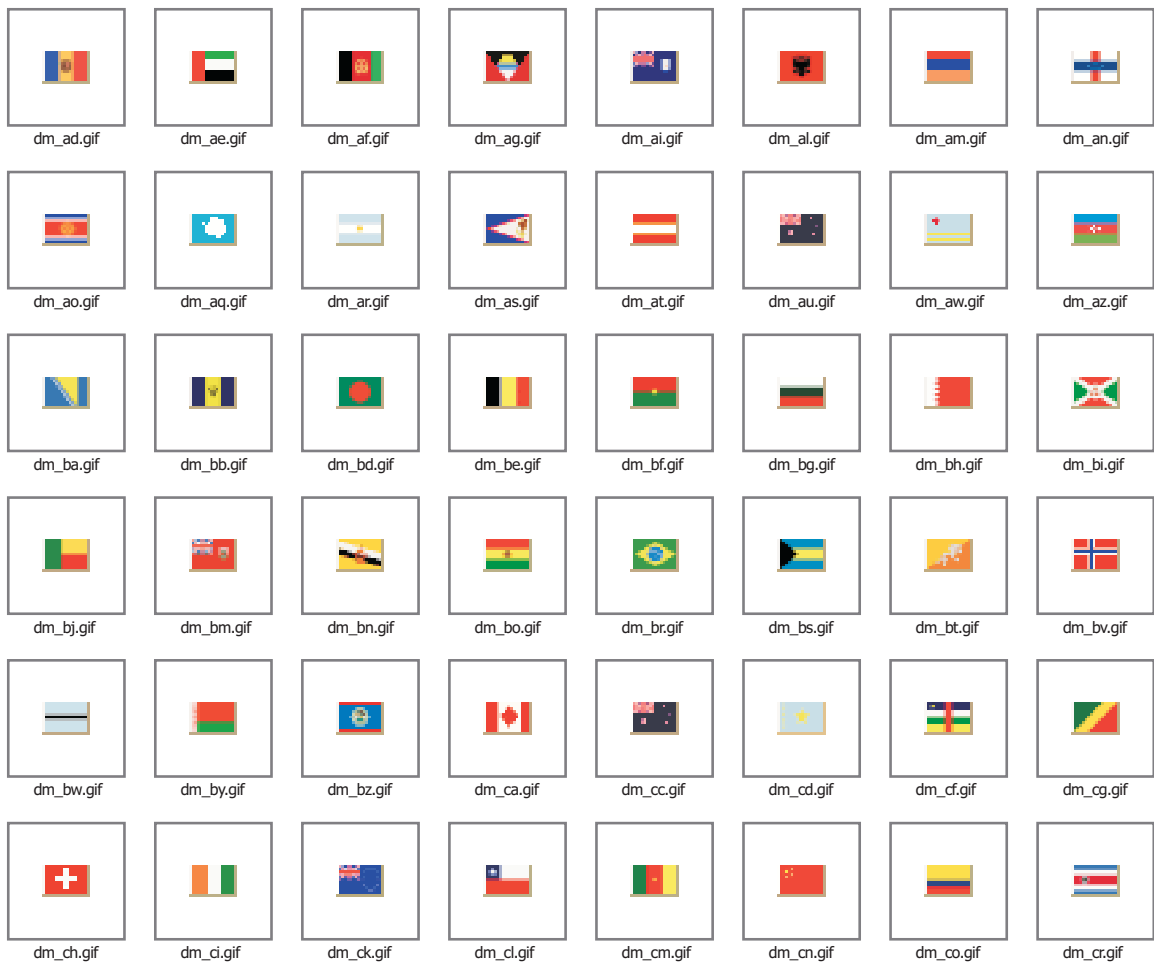 dm_ad.gif dm_ae.gif dm_af.gif dm_ag.gif dm_ai.gif dm_al.gif dm_am.gif dm_an.gif
dm_ao.gif dm_aq.gif dm_ar.gif dm_as.gif dm_at.gif dm_au.gif dm_aw.gif dm_az.gif
dm_ba.gif dm_bb.gif dm_bd.gif dm_be.gif dm_bf.gif dm_bg.gif dm_bh.gif dm_bi.gif
dm_bj.gif dm_bm.gif dm_bn.gif dm_bo.gif dm_br.gif dm_bs.gif dm_bt.gif dm_bv.gif
dm_bw.gif dm_by.gif dm_bz.gif dm_ca.gif dm_cc.gif dm_cd.gif dm_cf.gif dm_cg.gif
dm_ch.gif dm_ci.gif dm_ck.gif dm_cl.gif dm_cm.gif dm_cn.gif dm_co.gif dm_cr.gif